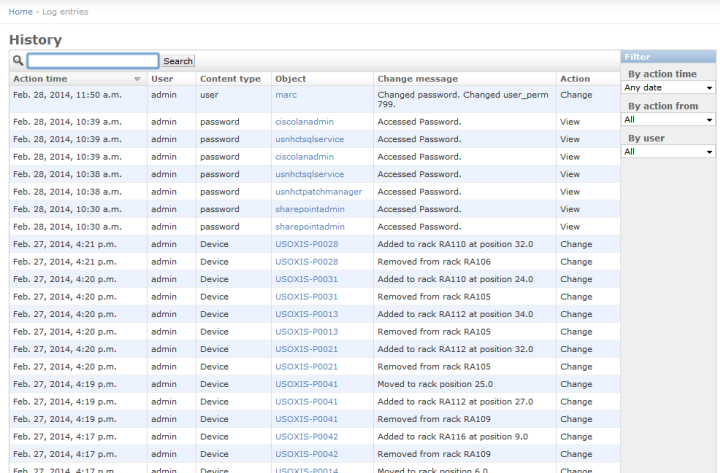 Home › Log entries
History
Search
Action time User Content type Object Change message Action
Feb. 28, 2014, 11:50 a.m. admin user marc Changed password. Changed user_perm 799. Change
Feb. 28, 2014, 10:39 a.m. admin password ciscolanadmin Accessed Password. View
Feb. 28, 2014, 10:39 a.m. admin password usnhctsqlservice Accessed Password. View
Feb. 28, 2014, 10:39 a.m. admin password ciscolanadmin Accessed Password. View
Feb. 28, 2014, 10:38 a.m. admin password usnhctsqlservice Accessed Password. View
Feb. 28, 2014, 10:38 a.m. admin password usnhctpatchmanager Accessed Password. View
Feb. 28, 2014, 10:30 a.m. admin password sharepointadmin Accessed Password. View
Feb. 28, 2014, 10:30 a.m. admin password sharepointadmin Accessed Password. View
Feb. 27, 2014, 4:21 p.m. admin Device USOXIS-P0028 Added to rack RA110 at position 32.0 Change
Feb. 27, 2014, 4:21 p.m. admin Device USOXIS-P0028 Removed from rack RA106 Change
Feb. 27, 2014, 4:20 p.m. admin Device USOXIS-P0031 Added to rack RA110 at position 24.0 Change
Feb. 27, 2014, 4:20 p.m. admin Device USOXIS-P0031 Removed from rack RA105 Change
Feb. 27, 2014, 4:20 p.m. admin Device USOXIS-P0013 Added to rack RA112 at position 34.0 Change
Feb. 27, 2014, 4:20 p.m. admin Device USOXIS-P0013 Removed from rack RA105 Change
Feb. 27, 2014, 4:20 p.m. admin Device USOXIS-P0021 Added to rack RA112 at position 32.0 Change
Feb. 27, 2014, 4:20 p.m. admin Device USOXIS-P0021 Removed from rack RA105 Change
Feb. 27, 2014, 4:19 p.m. admin Device USOXIS-P0041 Moved to rack position 25.0 Change
Feb. 27, 2014, 4:19 p.m. admin Device USOXIS-P0041 Added to rack RA112 at position 27.0 Change
Feb. 27, 2014, 4:19 p.m. admin Device USOXIS-P0041 Removed from rack RA109 Change
Feb. 27, 2014, 4:17 p.m. admin Device USOXIS-P0042 Added to rack RA116 at position 9.0 Change
Feb. 27, 2014, 4:17 p.m. admin Device USOXIS-P0042 Removed from rack RA109 Change
Feb. 27, 2014, 4:17 p.m. admin Device USOXIS-P0014 Moved to rack position 6.0 Change
Filter
By action time
Any date
By action from
All
By user
All